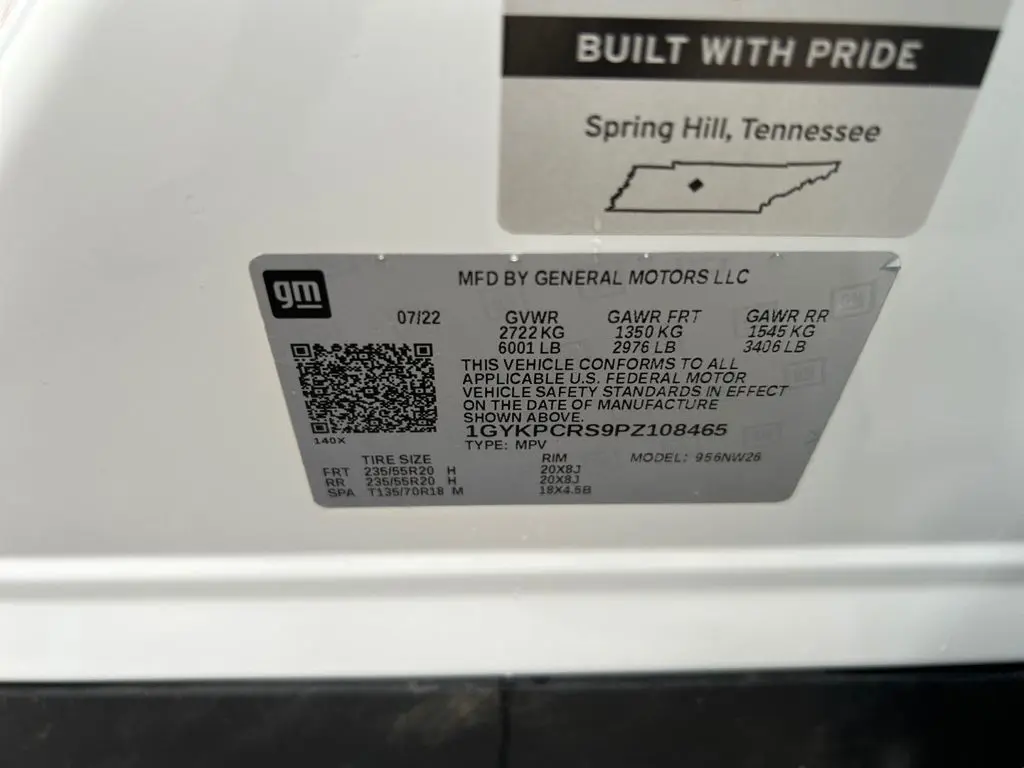 BUILT WITH PRIDE
Spring Hill, Tennessee
gm
MFD BY GENERAL MOTORS LLC
07/22 GVWR GAWR FRT GAWR RR
2722 KG 1350 KG 1545 KG
6001 LB 2976 LB 3406 LB
THIS VEHICLE CONFORMS TO ALL
APPLICABLE U.S. FEDERAL MOTOR
VEHICLE SAFETY STANDARDS IN EFFECT
ON THE DATE OF MANUFACTURE
SHOWN ABOVE.
1GYKPCRS9PZ108465
140X
TYPE: MPV
TIRE SIZE RIM MODEL: 956NW26
FRT 235/55R20 H 20X8J
RR 235/55R20 H 20X8J
SPA T135/70R18 M 18X4.5B